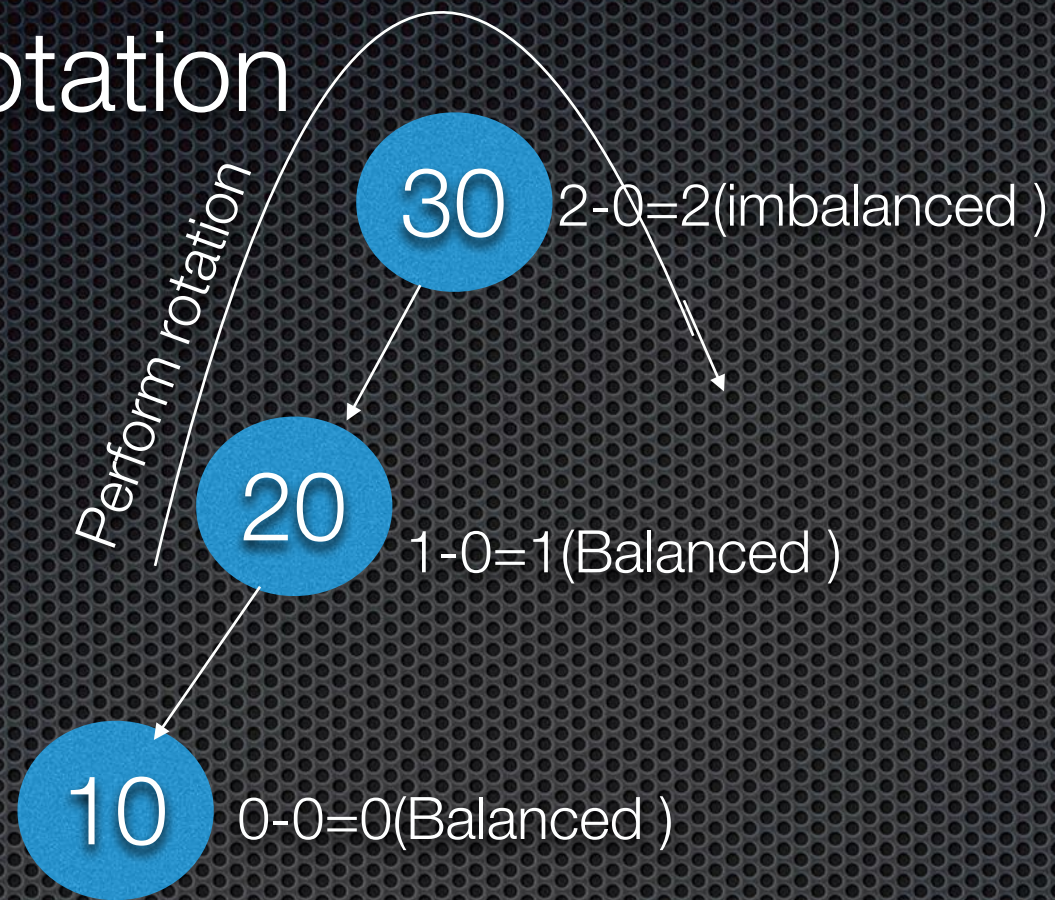 otation
30
2-0=2(imbalanced )
Perform rotation
20
1-0=1(Balanced )
10
0-0=0(Balanced )